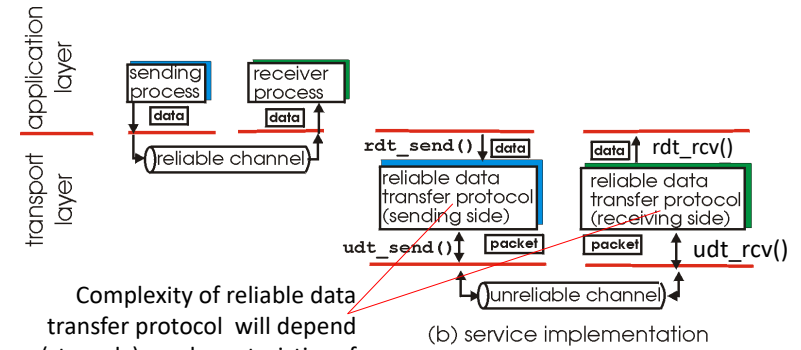 application
layer
transport
layer
sending
process
data
receiver
process
data
reliable channel
rdt_send()
data
reliable data
transfer protocol
(sending side)
udt_send()
packet
data
rdt_rcv()
reliable data
transfer protocol
(receiving side)
packet
udt_rcv()
unreliable channel
Complexity of reliable data
transfer protocol will depend
(b) service implementation